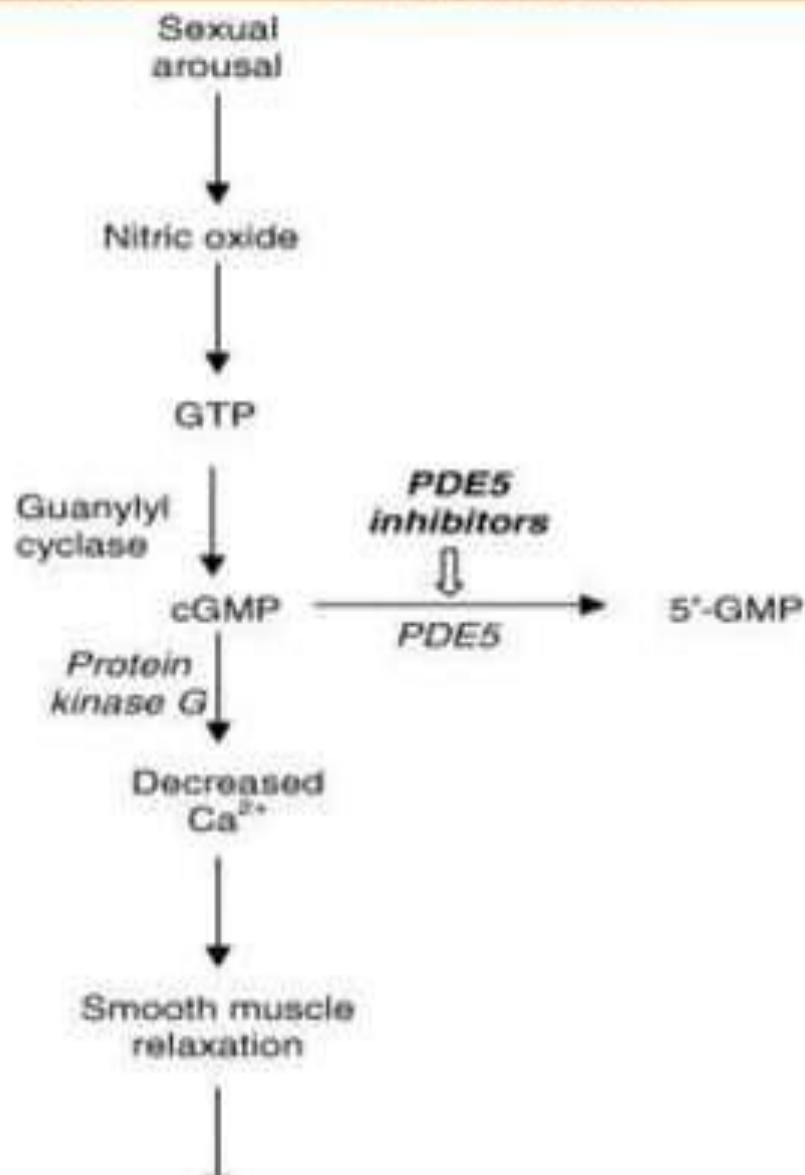 Sexual
arousal
Nitric oxide
GTP
Guanylyl
cyclase
PDE5
inhibitors
cGMP
PDE5
5'-GMP
Protein
kinase G
Decreased
Ca²⁺
Smooth muscle
relaxation